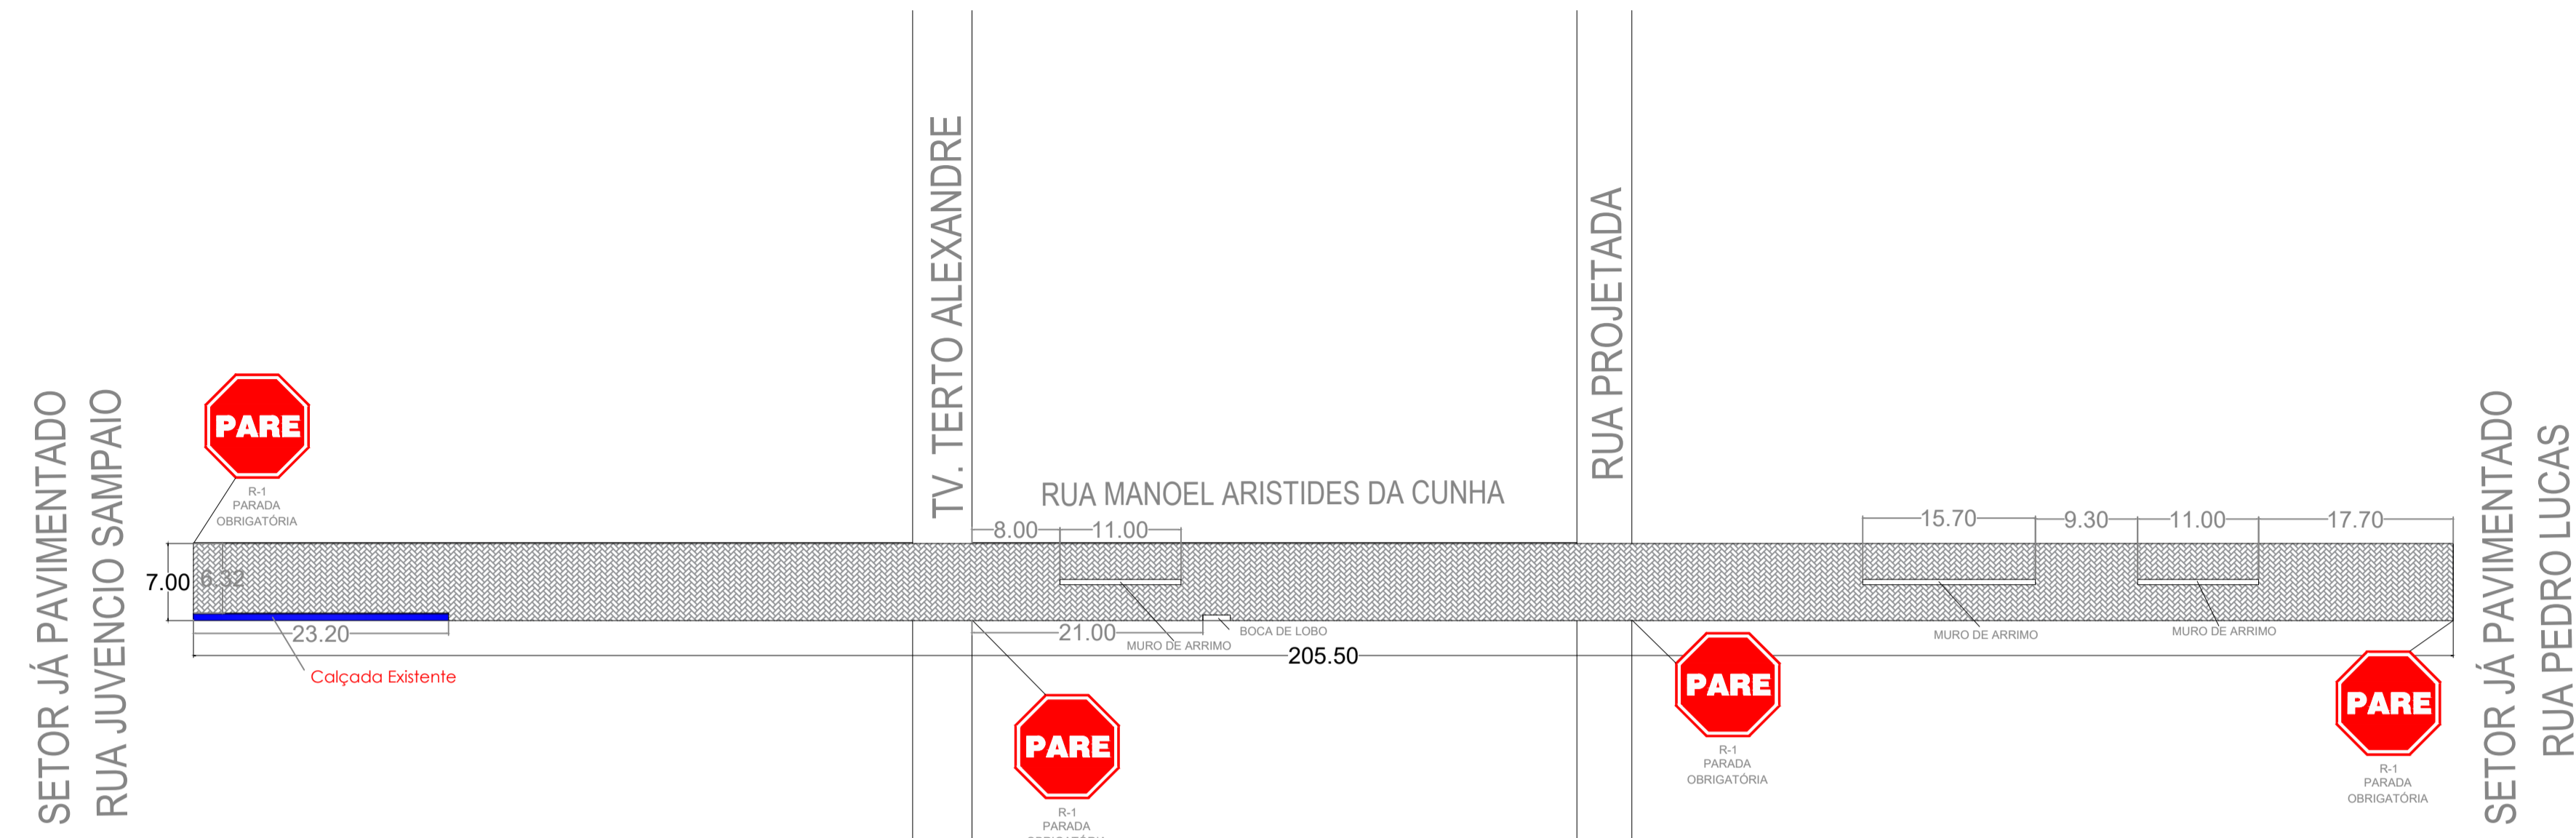 SETOR JÁ PAVIMENTADO
RUA JUVENCIO SAMPAIO
PARE
R-1
PARADA
OBRIGATÓRIA
7.00
6.32
23.20
Calçada Existente
TV. TERTO ALEXANDRE
RUA MANOEL ARISTIDES DA CUNHA
8.00
11.00
21.00
MURO DE ARRIMO
BOCA DE LOBO
205.50
PARE
R-1
PARADA
RUA PROJETADA
PARE
R-1
PARADA
OBRIGATÓRIA
15.70
9.30
11.00
17.70
MURO DE ARRIMO
MURO DE ARRIMO
PARE
R-1
PARADA
OBRIGATÓRIA
SETOR JÁ PAVIMENTADO
RUA PEDRO LUCAS